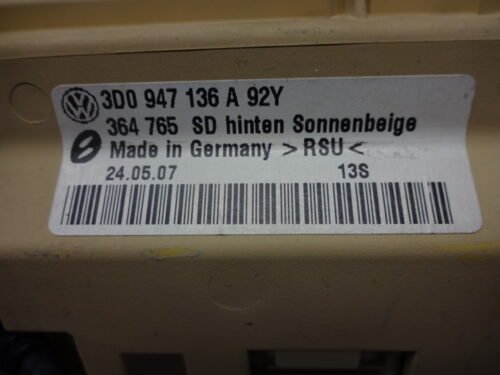 3D0 947 136 A 92Y
364 765 SD hinten Sonnenbeige
Made in Germany >RSU<
24.05.07 13S